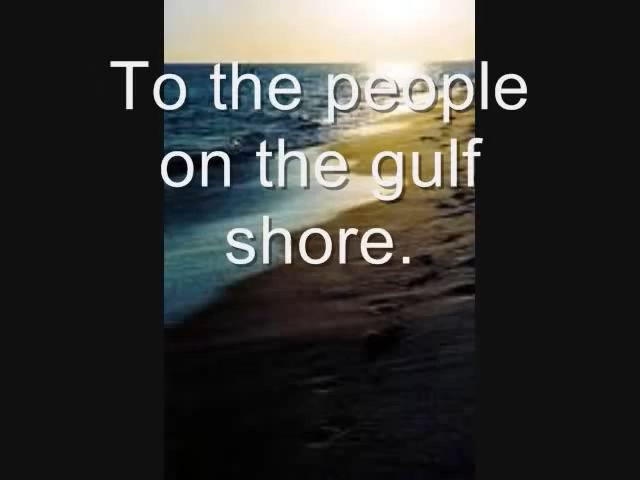 To the people
on the gulf
shore.